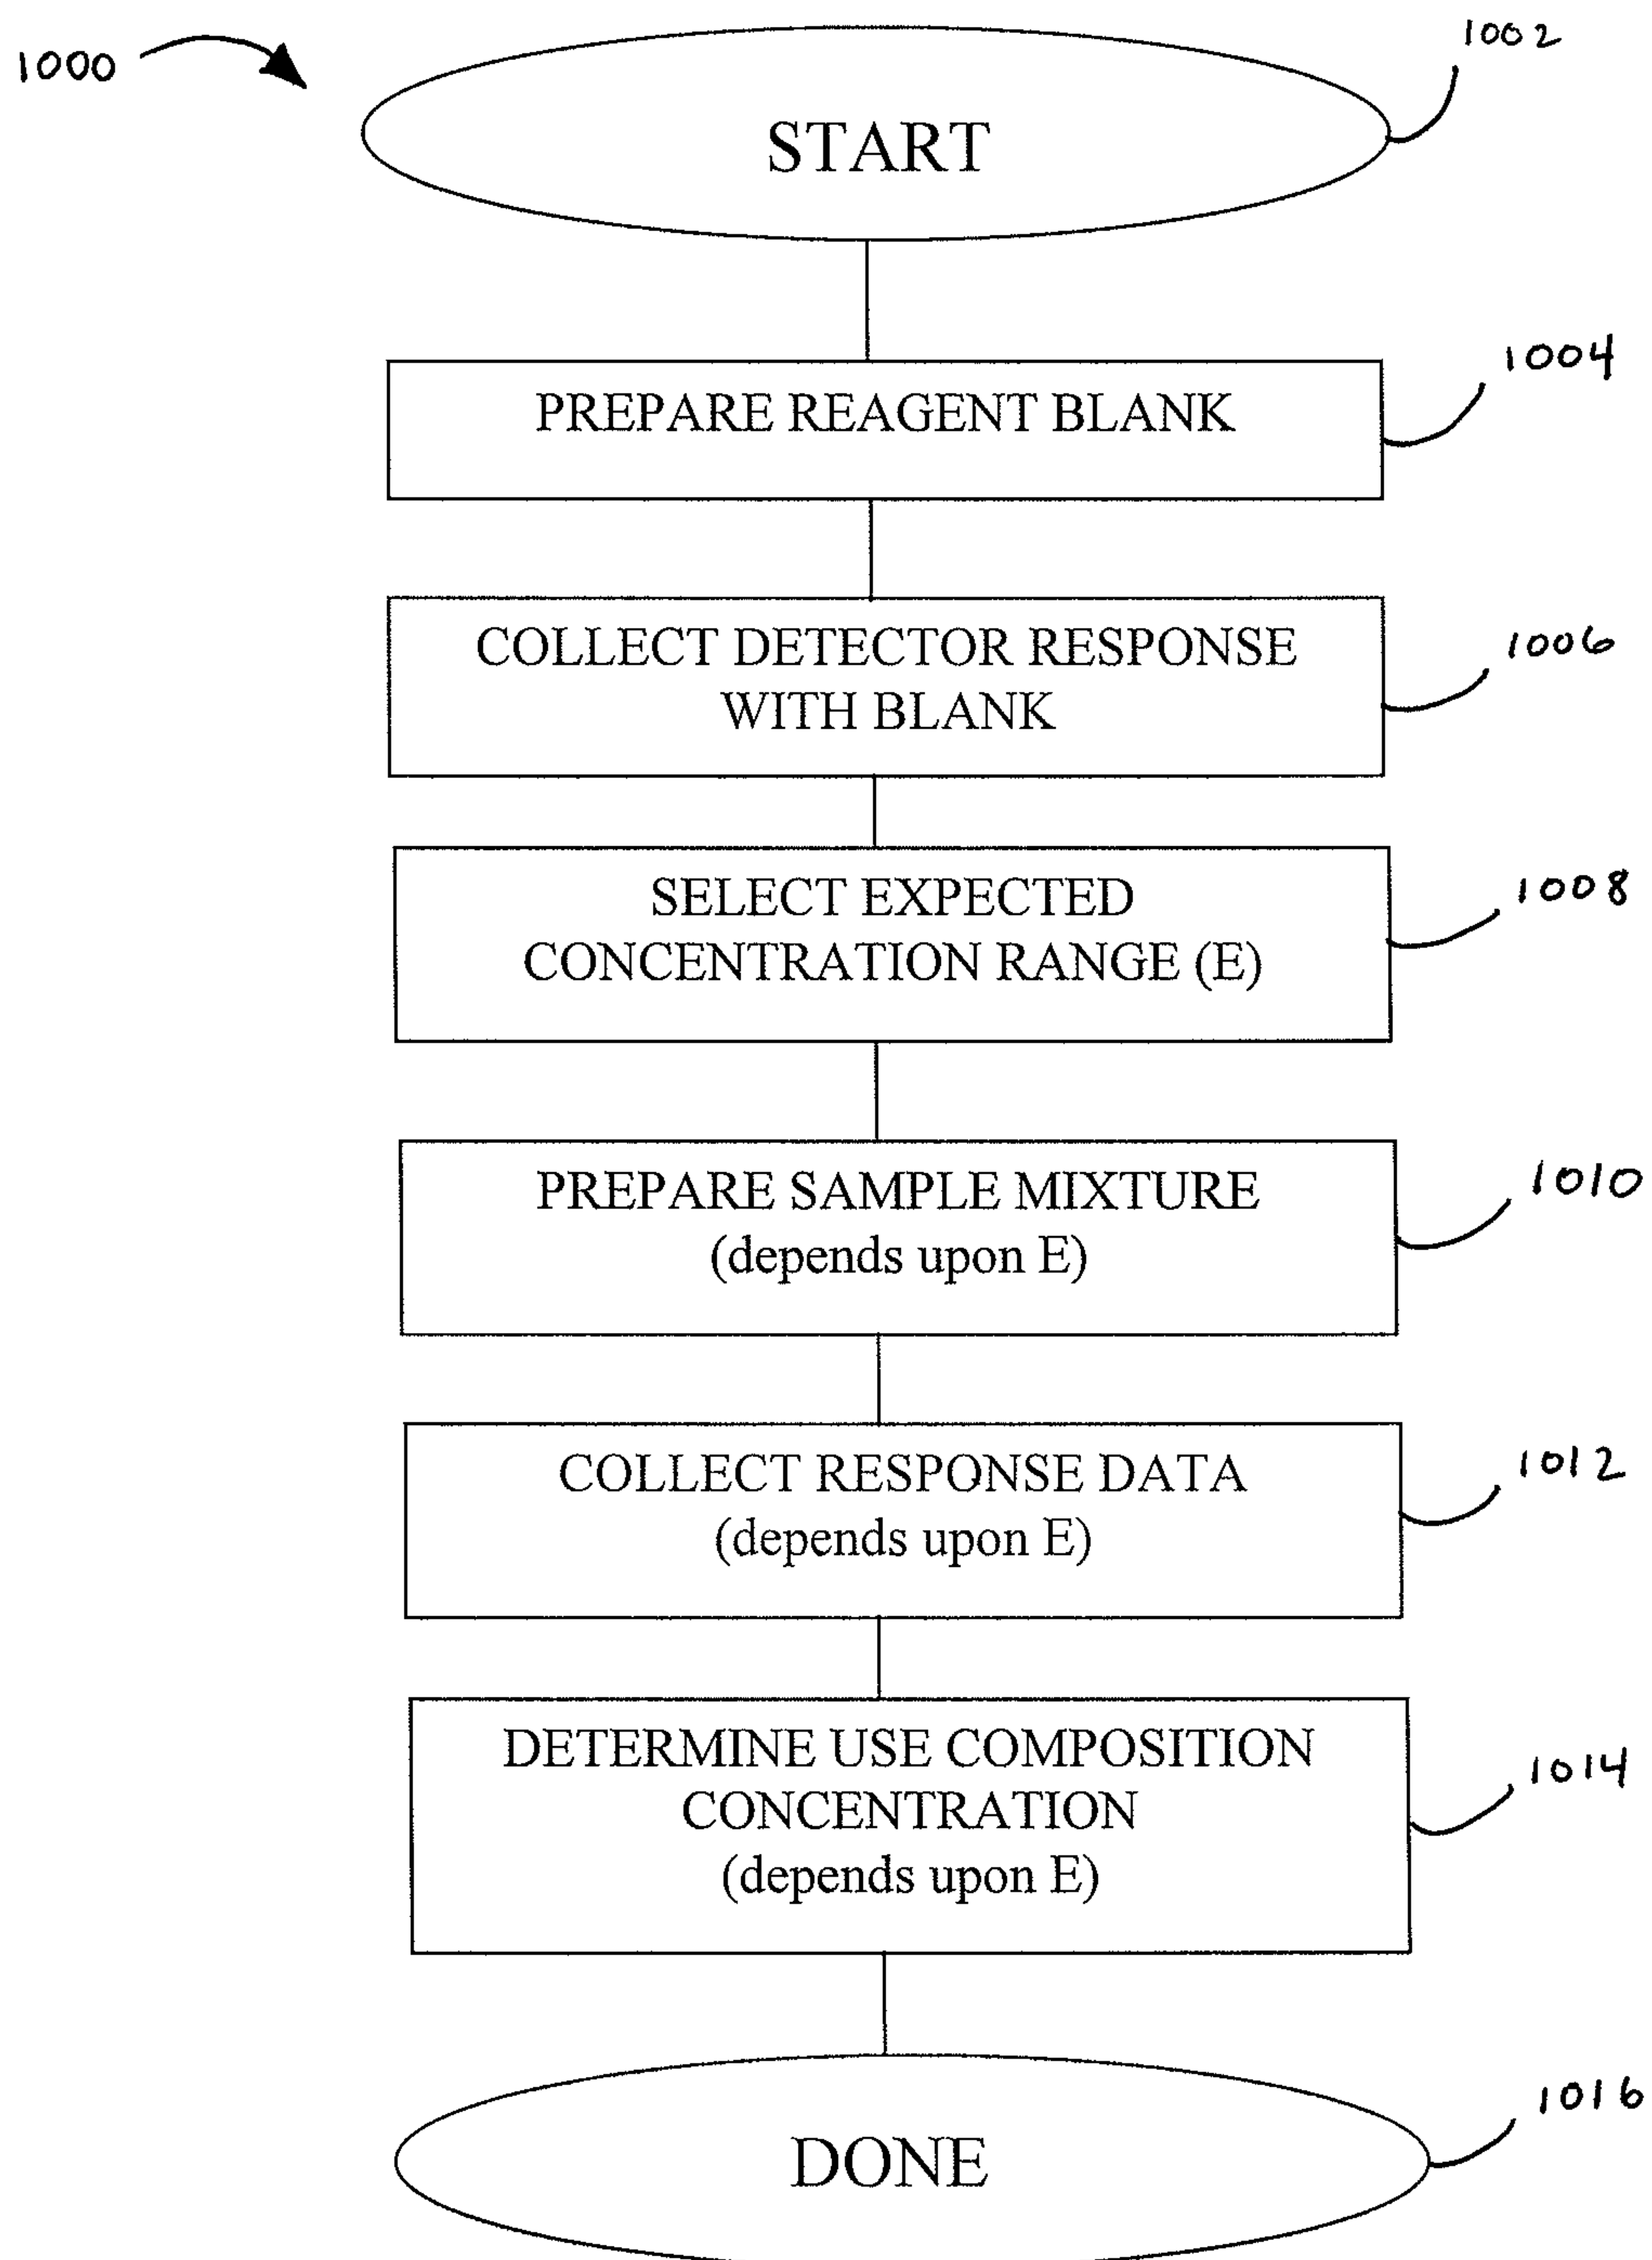 1000
1002
START
1004
PREPARE REAGENT BLANK
1006
COLLECT DETECTOR RESPONSE
WITH BLANK
1008
SELECT EXPECTED
CONCENTRATION RANGE (E)
1010
PREPARE SAMPLE MIXTURE
(depends upon E)
1012
COLLECT RESPONSE DATA
(depends upon E)
1014
DETERMINE USE COMPOSITION
CONCENTRATION
(depends upon E)
1016
DONE